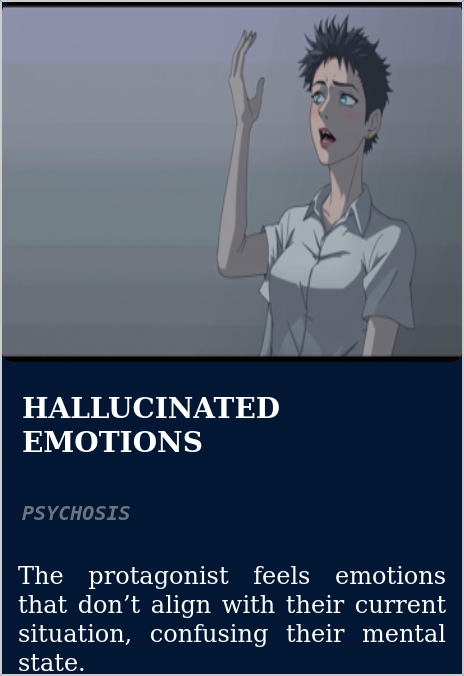 HALLUCINATED
EMOTIONS
PSYCHOSIS
The protagonist feels emotions
that don’t align with their current
situation, confusing their mental
state.